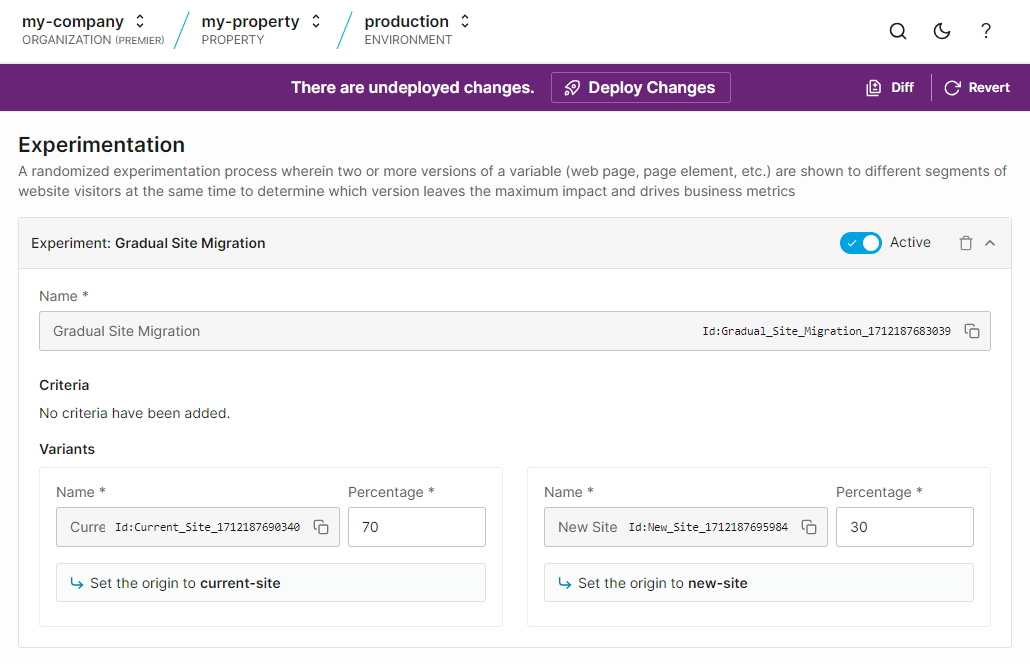 my-company
ORGANIZATION (PREMIER)
my-property
PROPERTY
production
ENVIRONMENT
?
There are undeployed changes.
Deploy Changes
Diff
Revert
Experimentation
A randomized experimentation process wherein two or more versions of a variable (web page, page element, etc.) are shown to different segments of
website visitors at the same time to determine which version leaves the maximum impact and drives business metrics
Experiment: Gradual Site Migration
Active
Name *
Gradual Site Migration
Id:Gradual_Site_Migration_1712187683039
Criteria
No criteria have been added.
Variants
Name *
Percentage *
Curre
Id:Current_Site_1712187690340
70
Set the origin to current-site
Name *
Percentage *
New Site
Id:New_Site_1712187695984
30
Set the origin to new-site